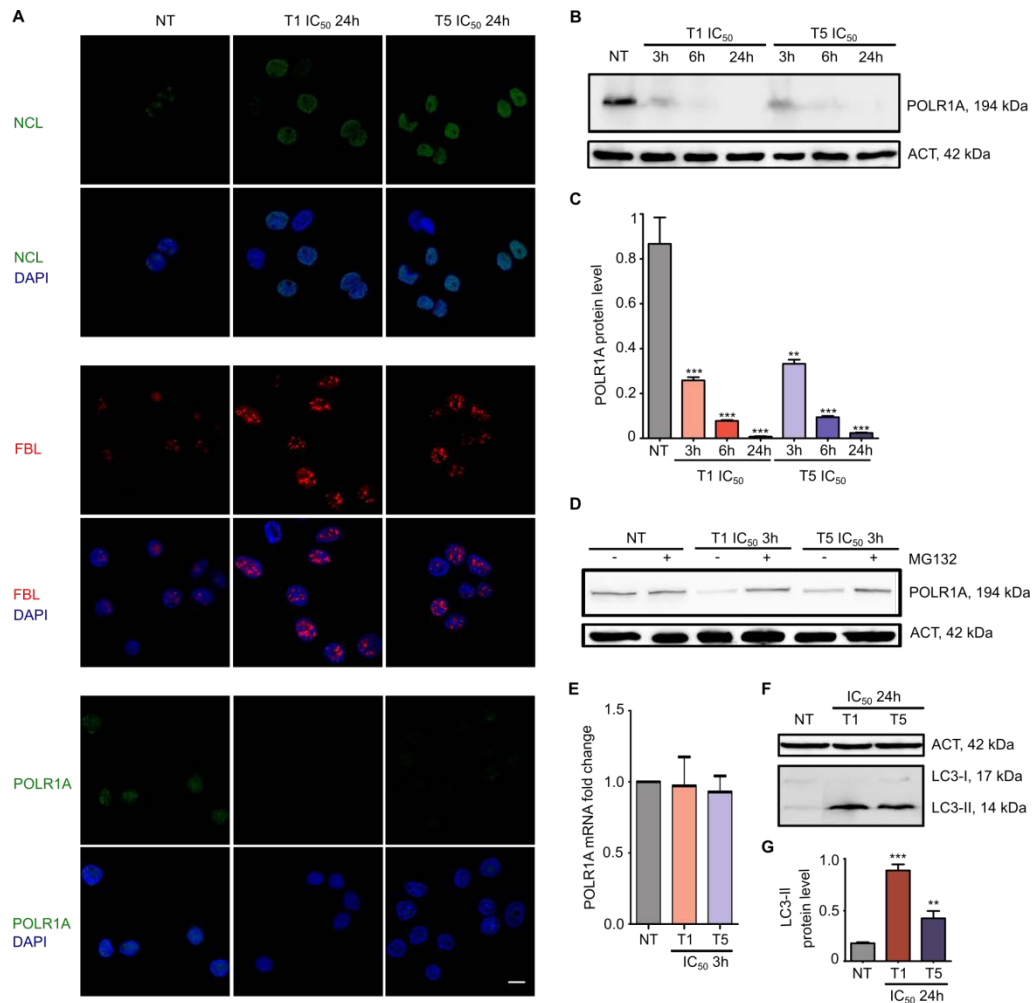 A
NT
T1 IC50 24h
T5 IC50 24h
NCL
NCL
DAPI
FBL
FBL
DAPI
POLR1A
POLR1A
DAPI
B
T1 IC50
T5 IC50
NT
3h
6h
24h
3h
6h
24h
POLR1A, 194 kDa
ACT, 42 kDa
C
POLR1A protein level
1
0.8
0.6
0.4
0.2
0
***
***
***
**
***
***
NT
3h
6h
24h
3h
6h
24h
T1 IC50
T5 IC50
D
NT
T1 IC50 3h
T5 IC50 3h
-
+
-
+
-
+
MG132
POLR1A, 194 kDa
ACT, 42 kDa
E
POLR1A mRNA fold change
1.5
1.0
0.5
0.0
NT
T1
T5
IC50 3h
F
IC50 24h
NT
T1
T5
ACT, 42 kDa
LC3-I, 17 kDa
LC3-II, 14 kDa
G
LC3-II
protein level
1.0
0.5
0
***
**
NT
T1
T5
IC50 24h